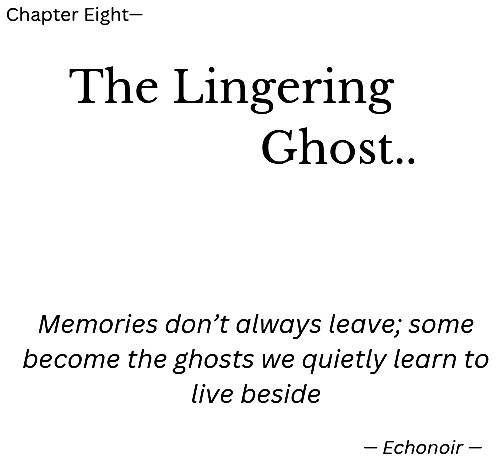 Chapter Eight—
The Lingering
Ghost..
Memories don’t always leave; some
become the ghosts we quietly learn to
live beside
— Echonoir —